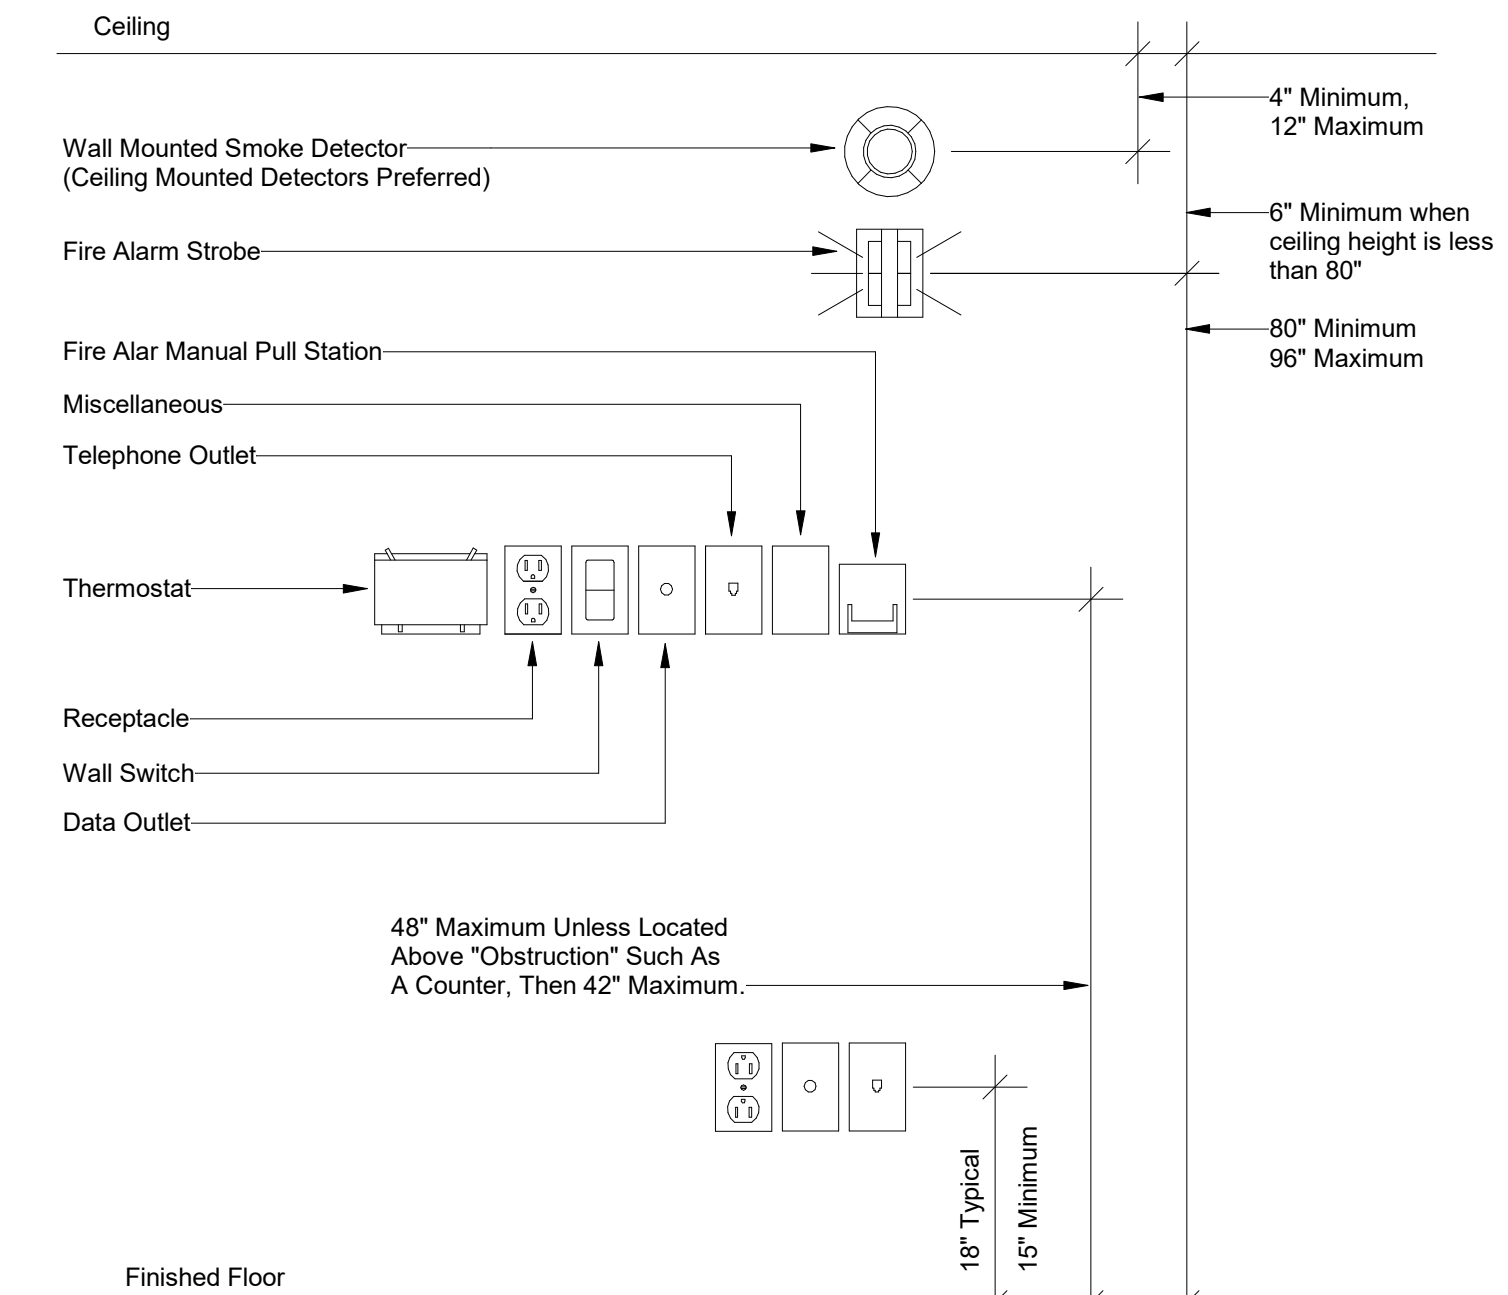 Ceiling
4" Minimum,
12" Maximum
Wall Mounted Smoke Detector
(Ceiling Mounted Detectors Preferred)
6" Minimum when
ceiling height is less
than 80"
Fire Alarm Strobe
80" Minimum
96" Maximum
Fire Alar Manual Pull Station
Miscellaneous
Telephone Outlet
Thermostat
Receptacle
Wall Switch
Data Outlet
48" Maximum Unless Located
Above "Obstruction" Such As
A Counter, Then 42" Maximum.
18" Typical
15" Minimum
Finished Floor